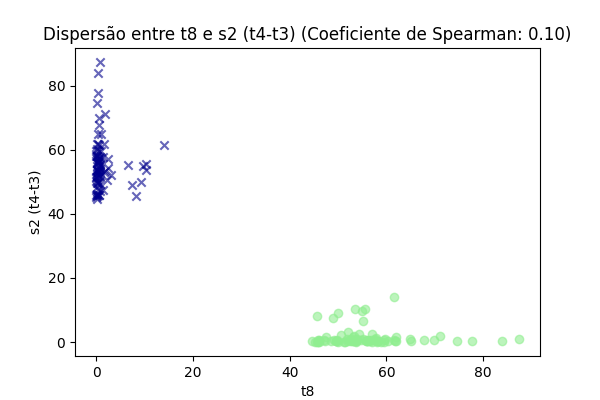 Dispersão entre t8 e s2 (t4-t3) (Coeficiente de Spearman: 0.10)
80
60
40
20
0
s2 (t4-t3)
0 20 40 60 80
t8